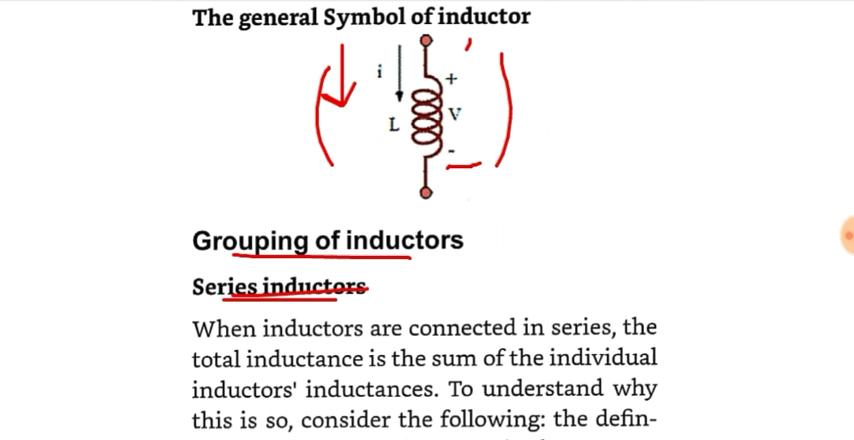 The general Symbol of inductor
i
+
L
V
-
Grouping of inductors
Series inductors
When inductors are connected in series, the
total inductance is the sum of the individual
inductors' inductances. To understand why
this is so, consider the following: the defin-